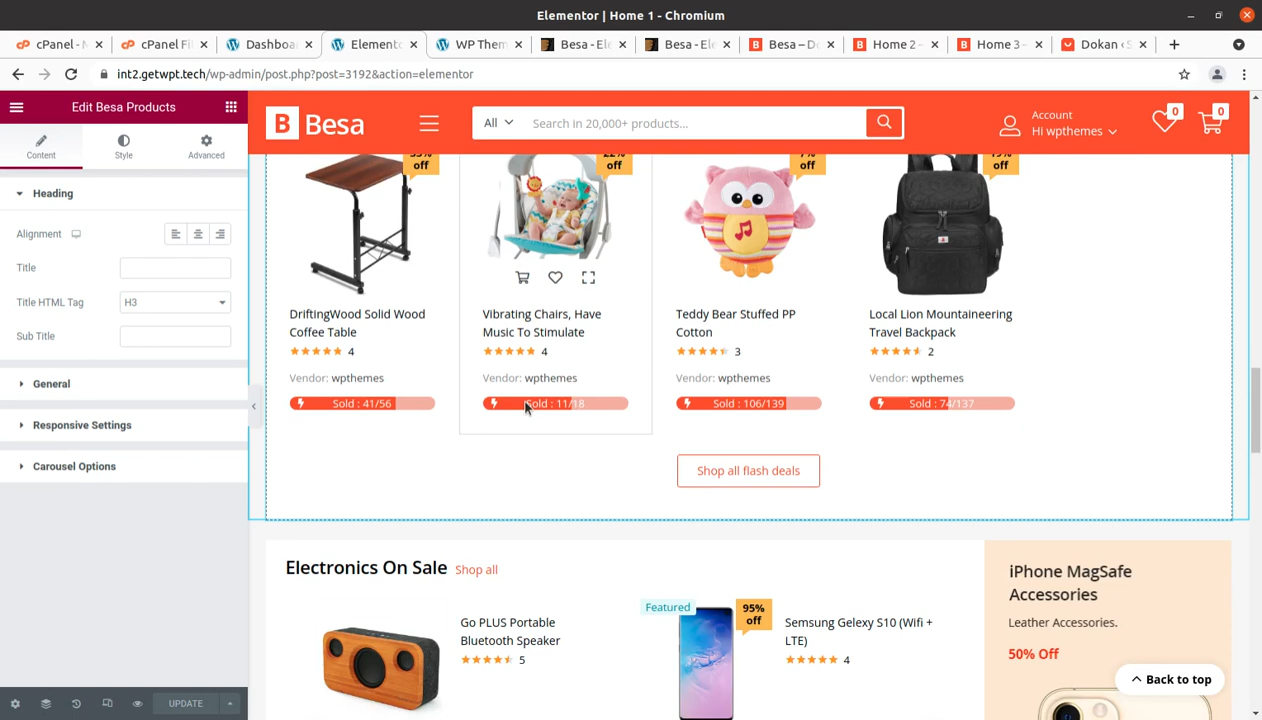 Elementor | Home 1 - Chromium
cPanel - M
cPanel Fi
Dashboa
Element
WP Them
Besa - Ele
Besa - Ele
Besa – D
Home 2 –
Home 3 –
Dokan ‹ S
int2.getwpt.tech/wp-admin/post.php?post=3192&action=elementor
Edit Besa Products
Content
Style
Advanced
Heading
Alignment
Title
Title HTML Tag
H3
Sub Title
General
Responsive Settings
Carousel Options
UPDATE
B Besa
All
Search in 20,000+ products...
Account
Hi wpthemes
0
0
off
22%
off
7%
off
off
DriftingWood Solid Wood
Coffee Table
4
Vendor: wpthemes
Sold : 41/56
Vibrating Chairs, Have
Music To Stimulate
4
Vendor: wpthemes
Sold : 11/18
Teddy Bear Stuffed PP
Cotton
3
Vendor: wpthemes
Sold : 106/139
Local Lion Mountaineering
Travel Backpack
2
Vendor: wpthemes
Sold : 74/137
Shop all flash deals
Electronics On Sale Shop all
Go PLUS Portable
Bluetooth Speaker
5
Featured
95%
off
Semsung Gelexy S10 (Wifi +
LTE)
4
iPhone MagSafe
Accessories
Leather Accessories.
50% Off
Back to top